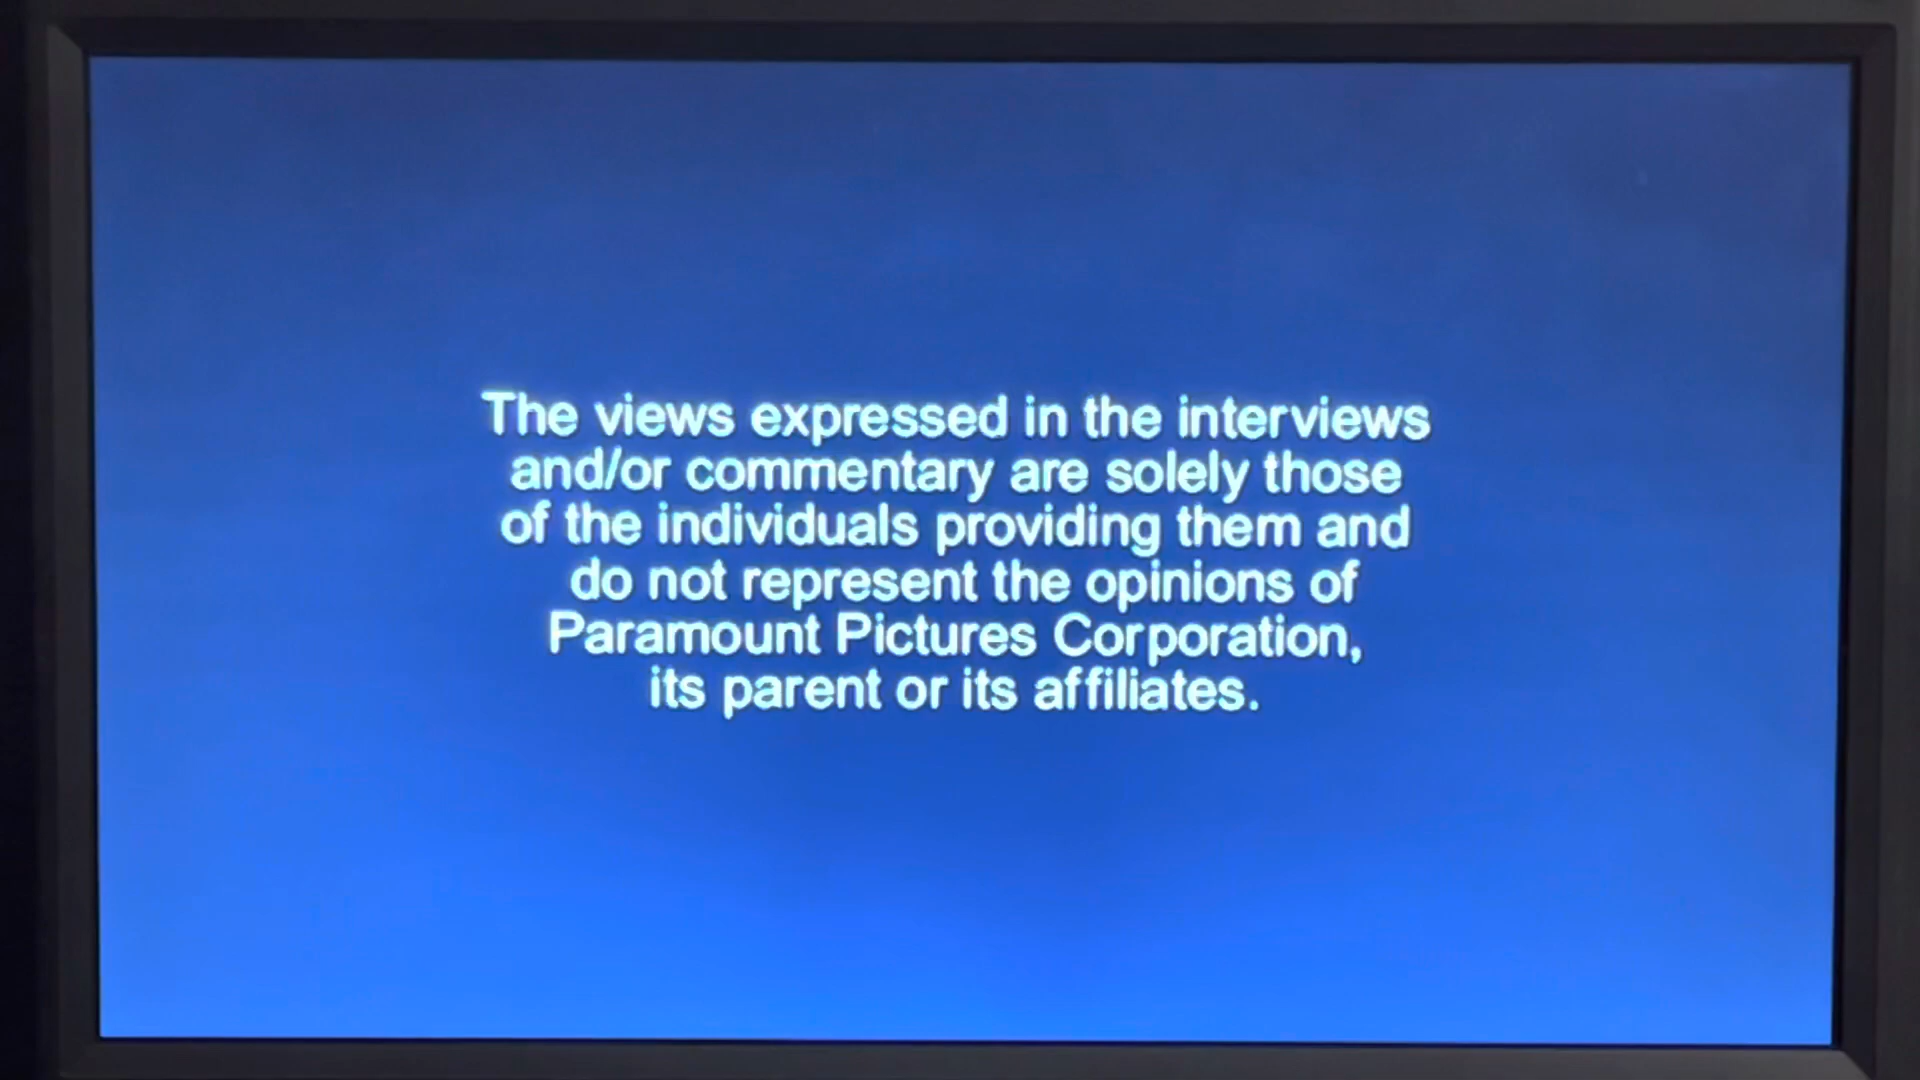 The views expressed in the interviews
and/or commentary are solely those
of the individuals providing them and
do not represent the opinions of
Paramount Pictures Corporation,
its parent or its affiliates.